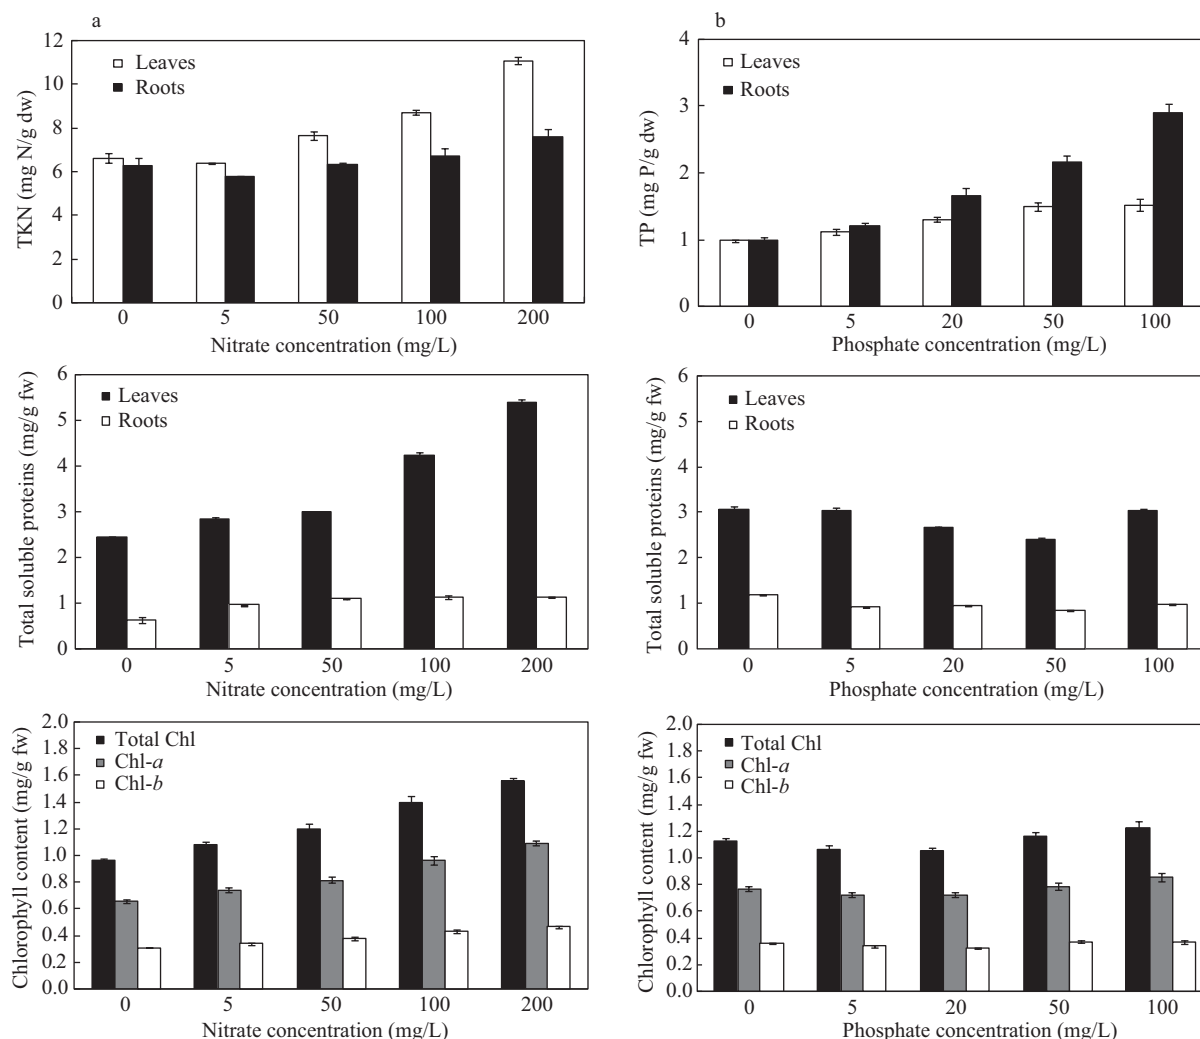 a
TKN (mg N/g dw)
12
10
8
6
4
2
0
Leaves
Roots
0 5 50 100 200
Nitrate concentration (mg/L)
b
TP (mg P/g dw)
4
3
2
1
0
Leaves
Roots
0 5 20 50 100
Phosphate concentration (mg/L)
Total soluble proteins (mg/g fw)
6
5
4
3
2
1
0
Leaves
Roots
0 5 50 100 200
Nitrate concentration (mg/L)
Total soluble proteins (mg/g fw)
6
5
4
3
2
1
0
Leaves
Roots
0 5 20 50 100
Phosphate concentration (mg/L)
Chlorophyll content (mg/g fw)
2.0
1.8
1.6
1.4
1.2
1.0
0.8
0.6
0.4
0.2
0.0
Total Chl
Chl-a
Chl-b
0 5 50 100 200
Nitrate concentration (mg/L)
Chlorophyll content (mg/g fw)
2.0
1.8
1.6
1.4
1.2
1.0
0.8
0.6
0.4
0.2
0.0
Total Chl
Chl-a
Chl-b
0 5 20 50 100
Phosphate concentration (mg/L)